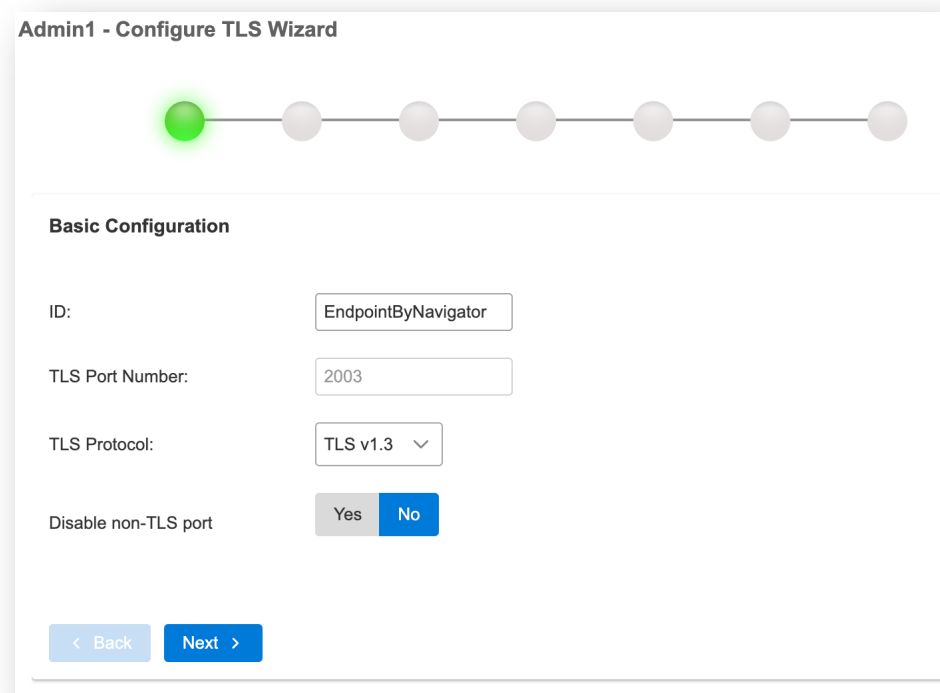 Admin1 - Configure TLS Wizard
Basic Configuration
ID: EndpointByNavigator
TLS Port Number: 2003
TLS Protocol: TLS v1.3
Disable non-TLS port Yes No
Back Next